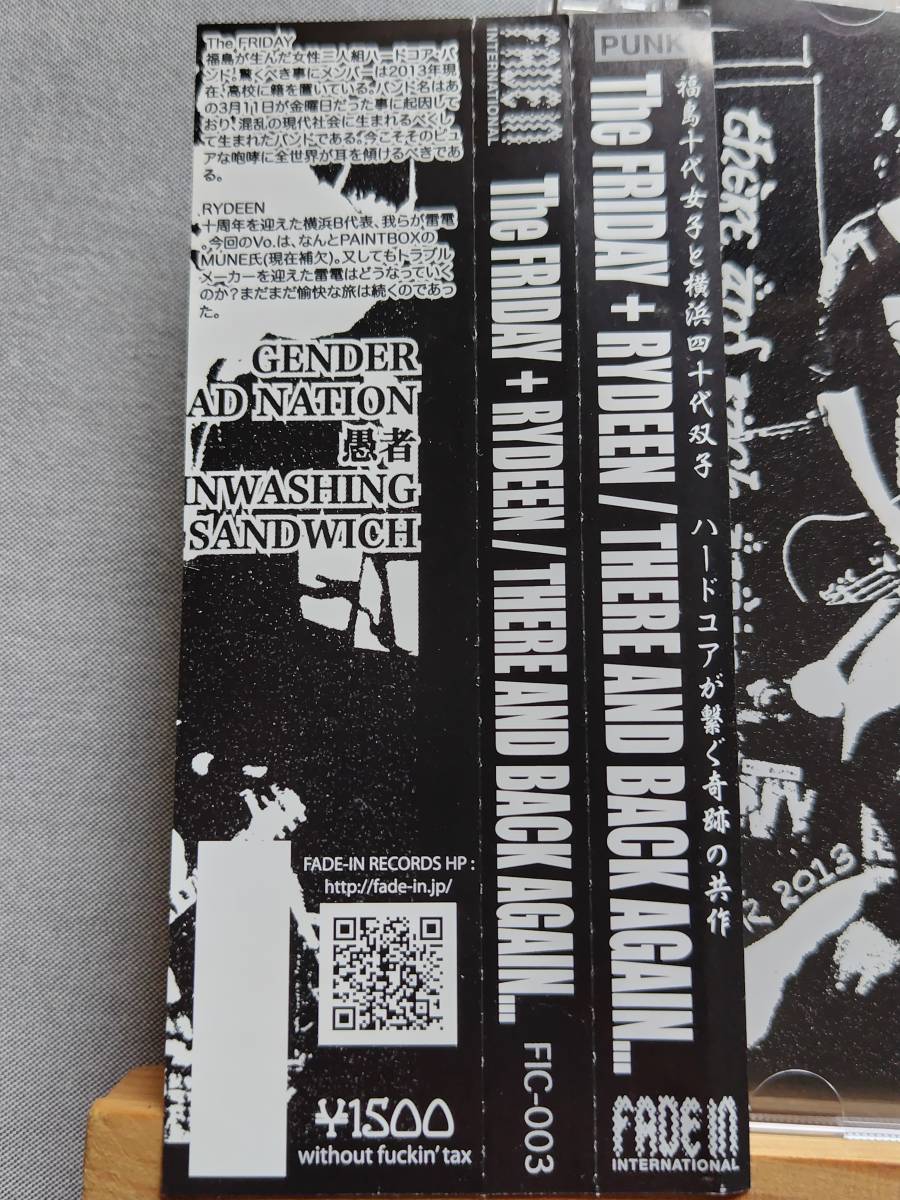 The FRIDAY
福島が生んだ女性三人組ハードコア・バ
ンド!驚くべき事にメンバーは2013年現
在、高校に籍を置いている。バンド名はあ
の3月11日が金曜日だった事に起因して
おり、混乱の現代社会に生まれるべくし
て生まれたバンドである。今こそそのピュ
アな咆哮に全世界が耳を傾けるべきであ
る。
RYDEEN
十周年を迎えた横浜B代表、我らが雷電
。今回のVo.は、なんとPAINTBOXの
MUNE氏(現在補欠)。又してもトラブル
メーカーを迎えた雷電はどうなっていく
のか?まだまだ愉快な旅は続くのであっ
た。
GENDER
AD NATION
愚者
NWASHING
SANDWICH
FADE-IN RECORDS HP :
http://fade-in.jp/
¥1500
without fuckin' tax
FADE IN
INTERNATIONAL
The FRIDAY + RYDEEN / THERE AND BACK AGAIN....
FIC-003
PUNK
The FRIDAY + RYDEEN / THERE AND BACK AGAIN....
福島十代女子と横浜四十代双子 ハードコアが繋ぐ奇跡の共作
FADE IN
INTERNATIONAL
there and back
2013